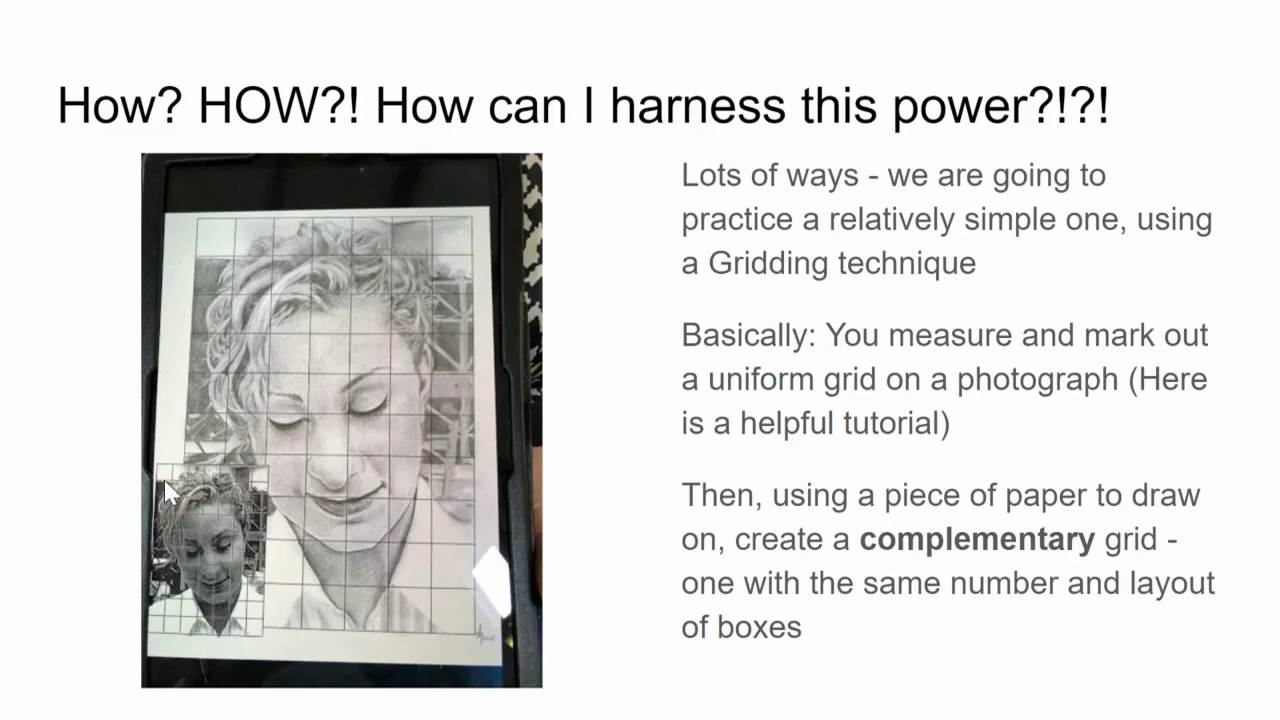 How? HOW?! How can I harness this power?!?!
Lots of ways - we are going to
practice a relatively simple one, using
a Gridding technique
Basically: You measure and mark out
a uniform grid on a photograph (Here
is a helpful tutorial)
Then, using a piece of paper to draw
on, create a complementary grid -
one with the same number and layout
of boxes